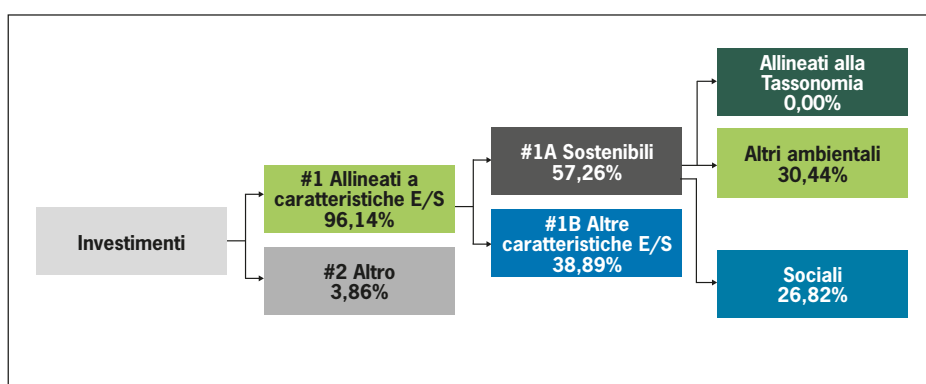 Investimenti
#1 Allineati a
caratteristiche E/S
96,14%
#2 Altro
3,86%
#1A Sostenibili
57,26%
#1B Altre
caratteristiche E/S
38,89%
Allineati alla
Tassonomia
0,00%
Altri ambientali
30,44%
Sociali
26,82%